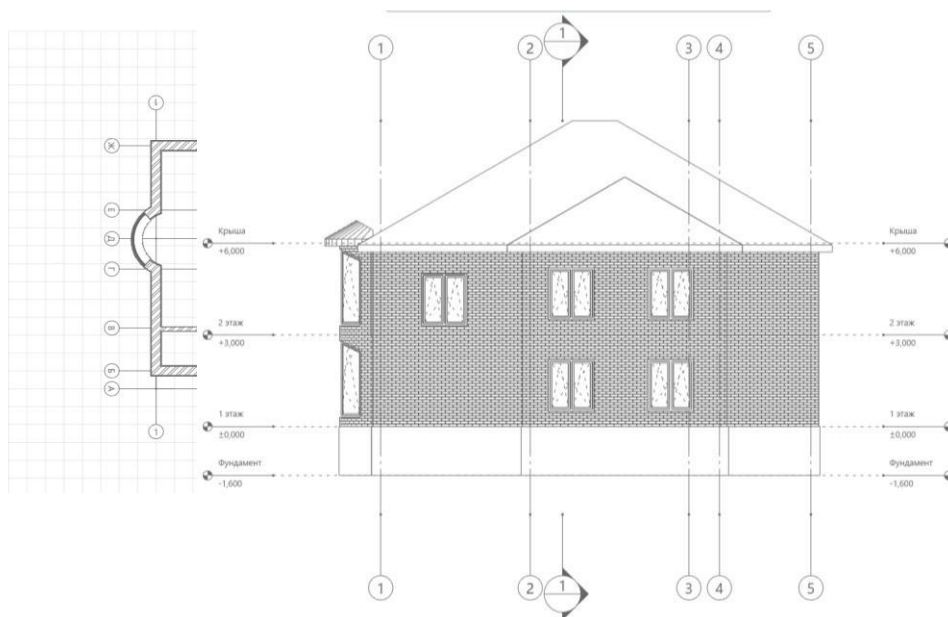 1
2
1
3
4
5
1
Ж
Е
Д
Г
В
Б
А
1
Крыша
+6,000
2 этаж
+3,000
1 этаж
±0,000
Фундамент
-1,600
Крыша
+6,000
2 этаж
+3,000
1 этаж
±0,000
Фундамент
-1,600
1
2
1
3
4
5